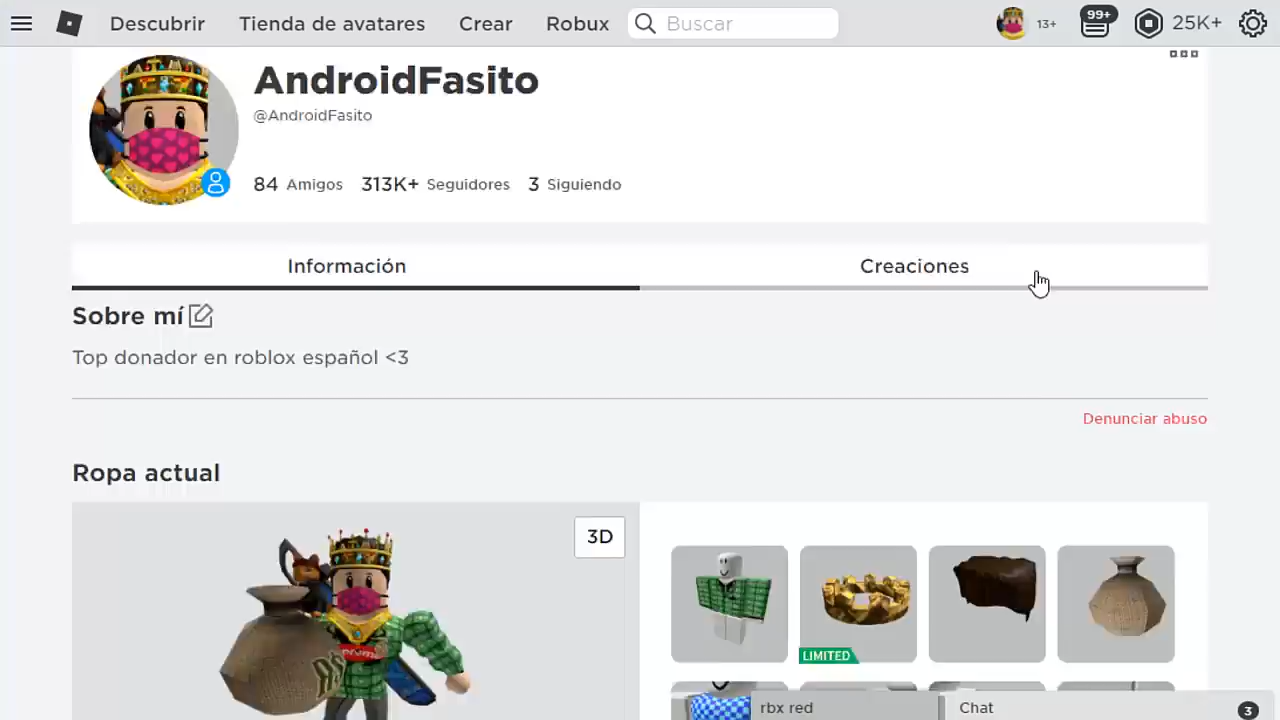 Descubrir Tienda de avatares Crear Robux Buscar 13+ 99+ 25K+
AndroidFasito
@AndroidFasito
84 Amigos 313K+ Seguidores 3 Siguiendo
Información Creaciones
Sobre mí
Top donador en roblox español <3
Denunciar abuso
Ropa actual
3D
LIMITED
rbx red Chat 3